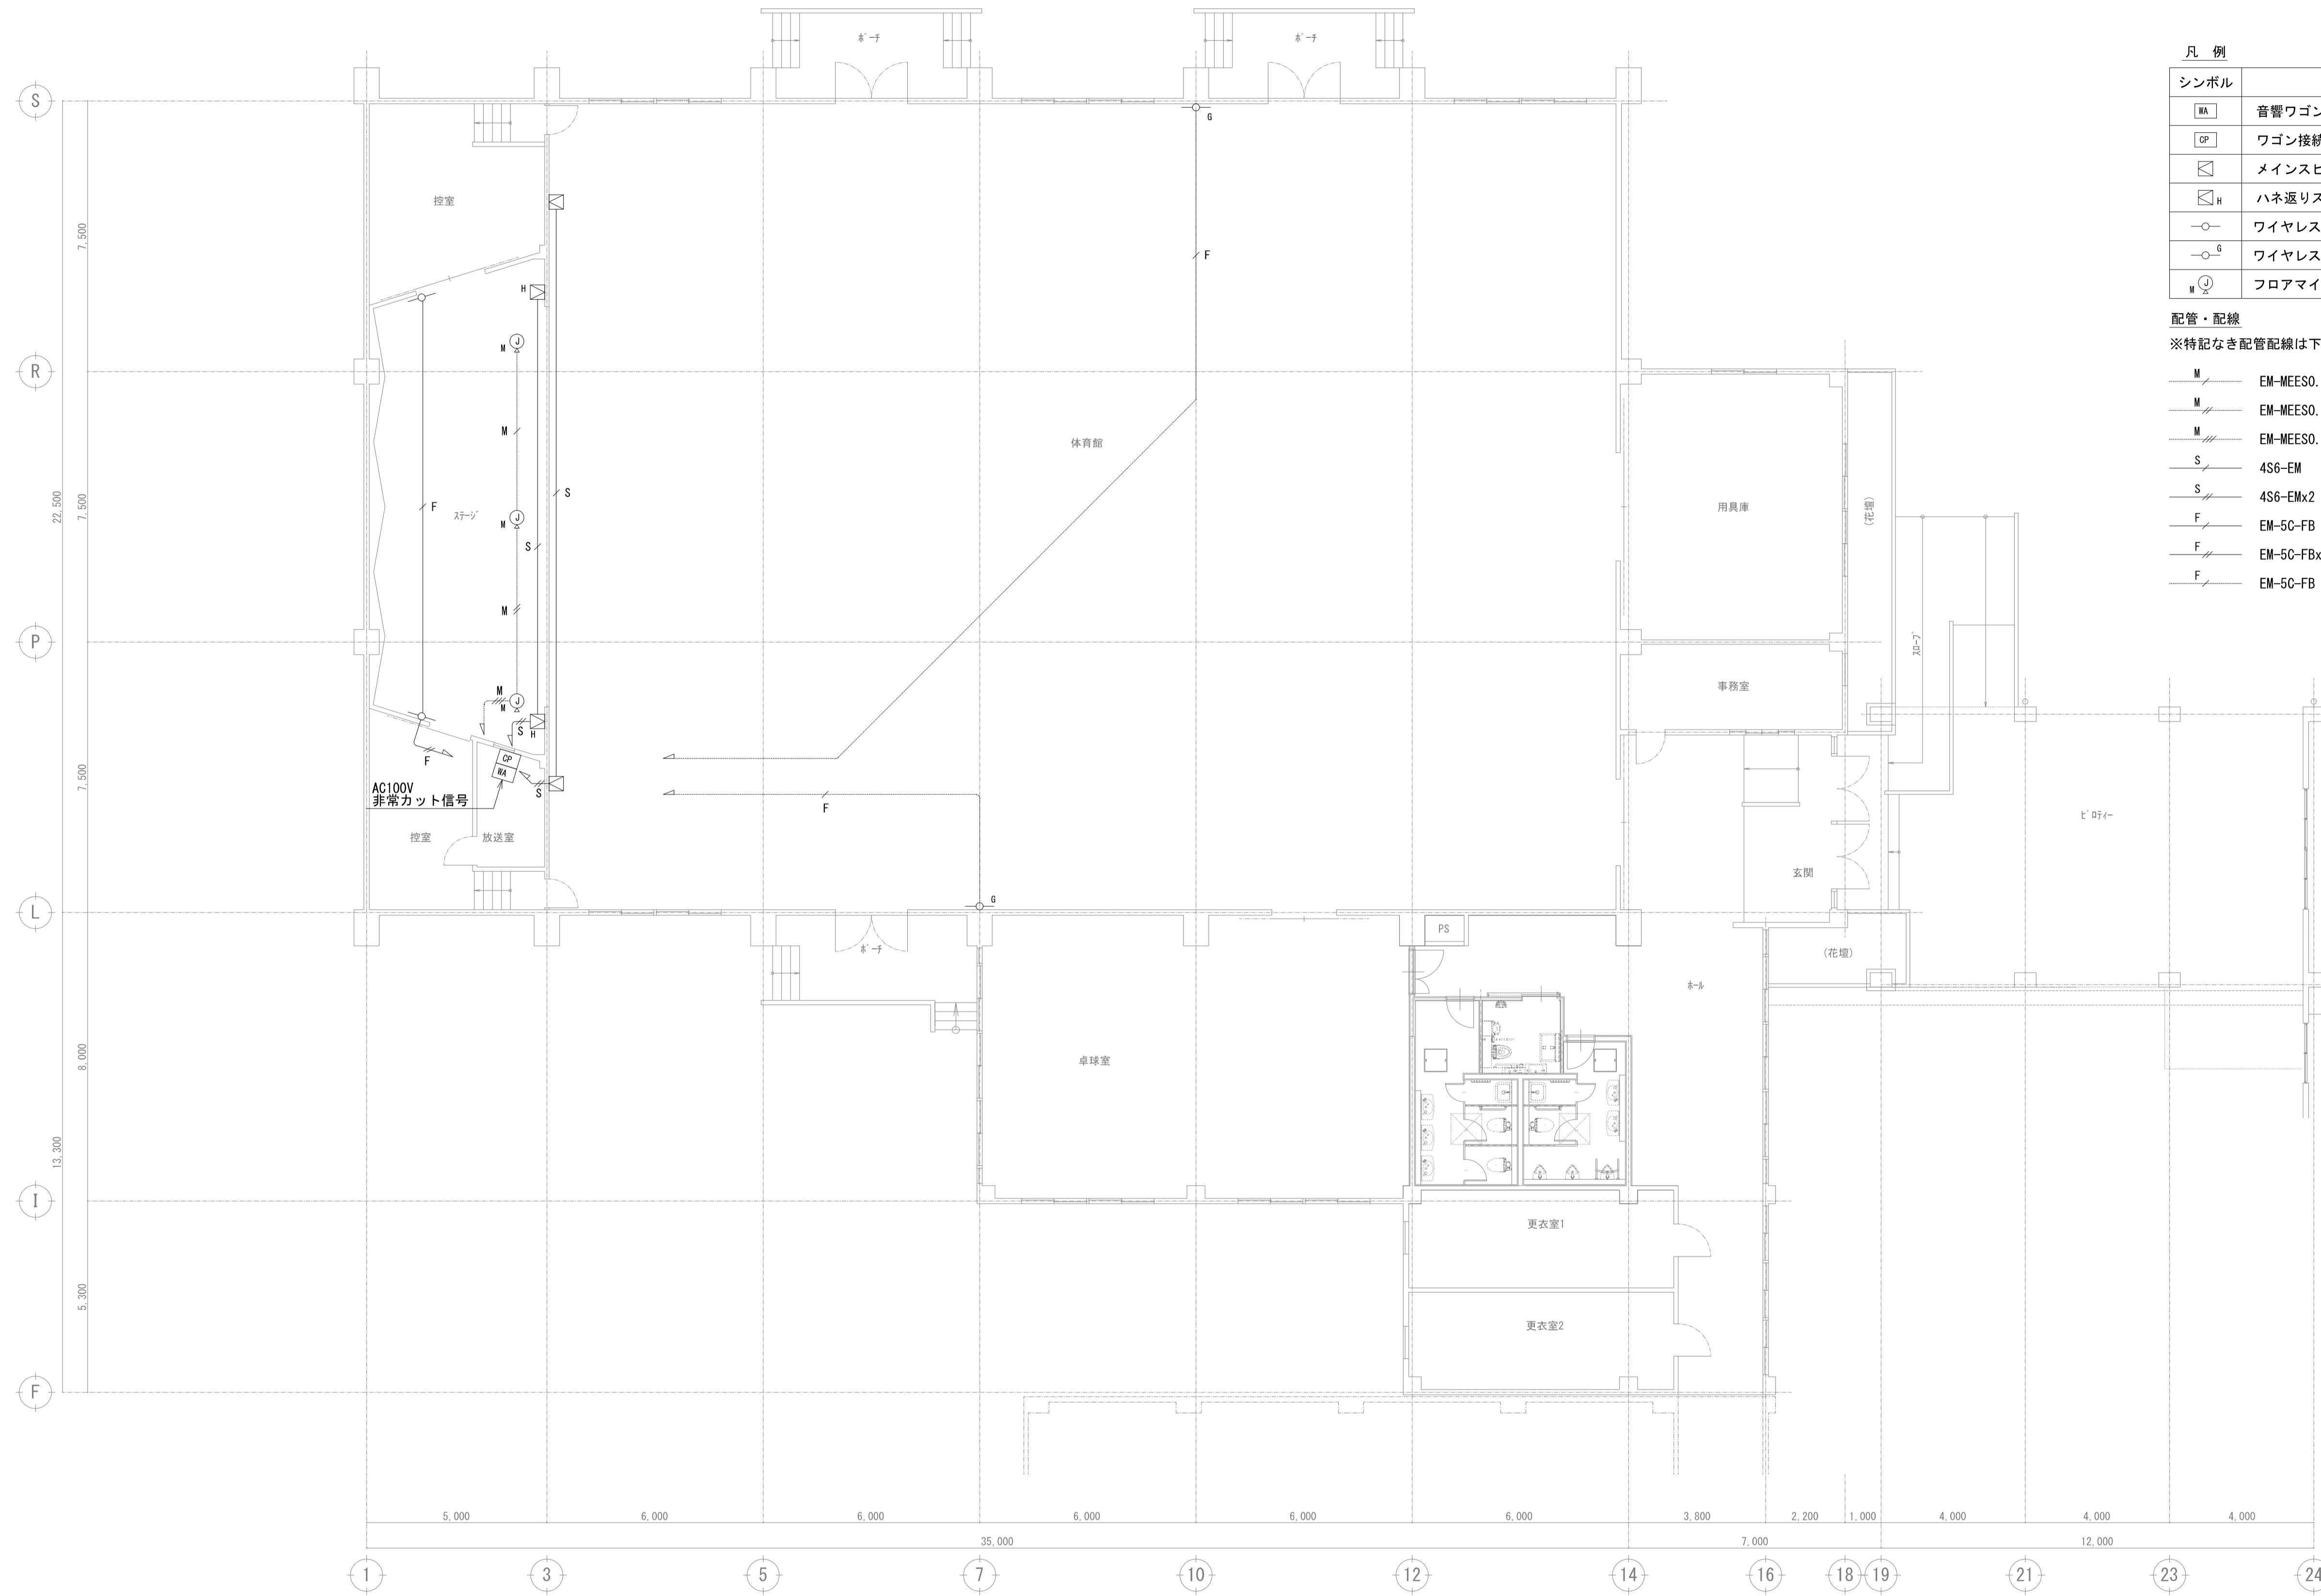 ポーチ
ポーチ
凡 例
シンボル
WA 音響ワゴン
CP ワゴン接続
メインスピ
H ハネ返りス
ワイヤレス
G ワイヤレス
M J フロアマイ
配管・配線
※特記なき配管配線は下
M EM-MEES0.
M EM-MEES0.
M EM-MEES0.
S 4S6-EM
S 4S6-EMx2
F EM-5C-FB
F EM-5C-FBx
F EM-5C-FB
S
R
P
L
I
F
7,500
7,500
7,500
22,500
8,000
5,300
13,300
控室
G
F
H
J
M
M
体育館
S
F
ステージ
J
M
S
M
用具庫
(花壇)
スロープ
事務室
M
J
M
S
H
F
CP
WA
S
AC100V
非常カット信号
F
控室
放送室
ピロティー
玄関
G
ポーチ
PS
(花壇)
ホール
卓球室
更衣室1
更衣室2
5,000
6,000
6,000
6,000
6,000
6,000
3,800
2,200
1,000
4,000
4,000
4,000
35,000
7,000
12,000
1
3
5
7
10
12
14
16
18
19
21
23
24